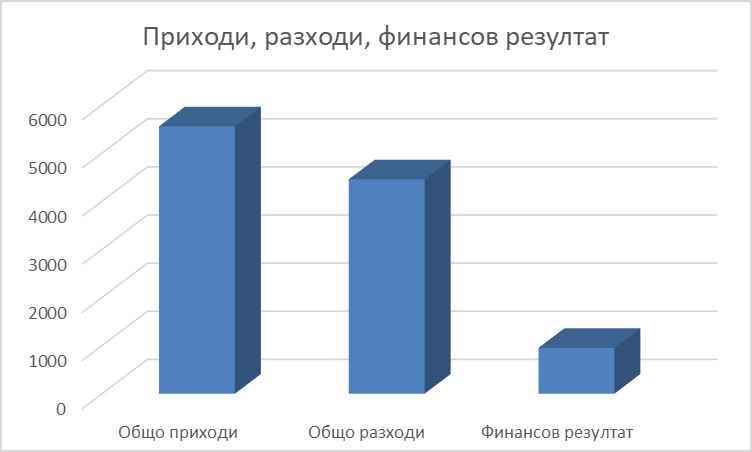 Приходи, разходи, финансов резултат
6000
5000
4000
3000
2000
1000
0
Общо приходи
Общо разходи
Финансов резултат